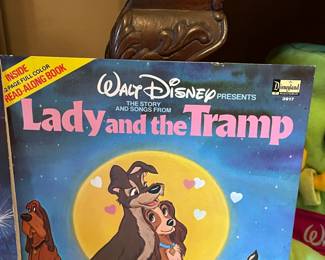 INSIDE
PAGE FULL COLOR
READ-ALONG BOOK
WALT DISNEY PRESENTS
THE STORY
AND SONGS FROM
Lady and the Tramp
Disneyland
3917